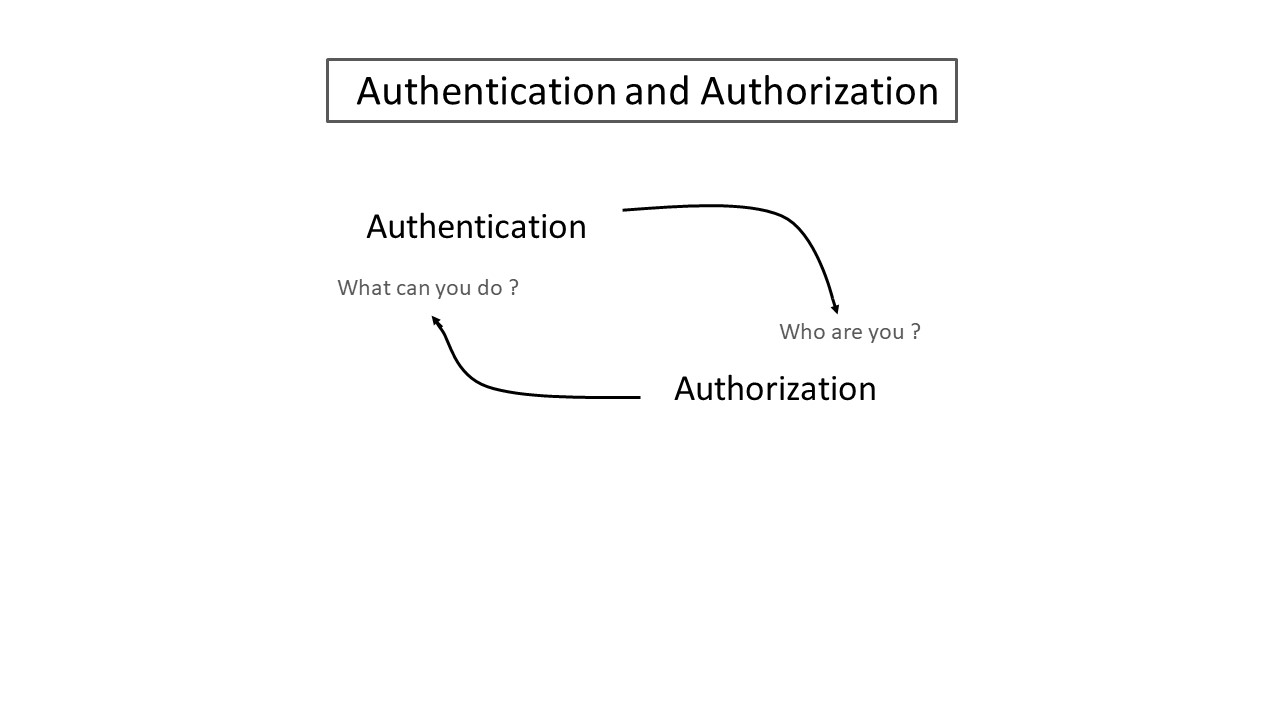 Authentication and Authorization
Authentication
What can you do ?
Who are you ?
Authorization